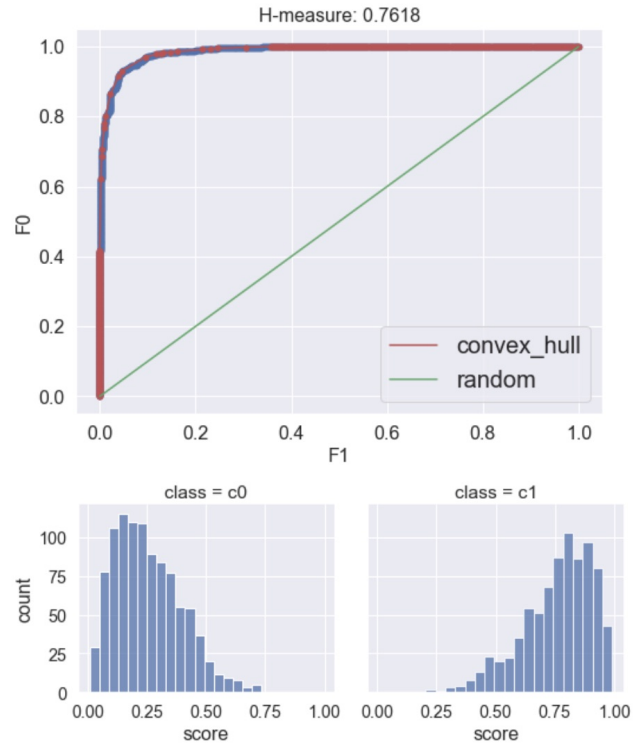 H-measure: 0.7618
1.0
0.8
0.6
0.4
0.2
0.0
F0
convex_hull
random
0.0 0.2 0.4 0.6 0.8 1.0
F1
class = c0 class = c1
100
75
50
25
0
count
0.00 0.25 0.50 0.75 1.00 0.00 0.25 0.50 0.75 1.00
score score